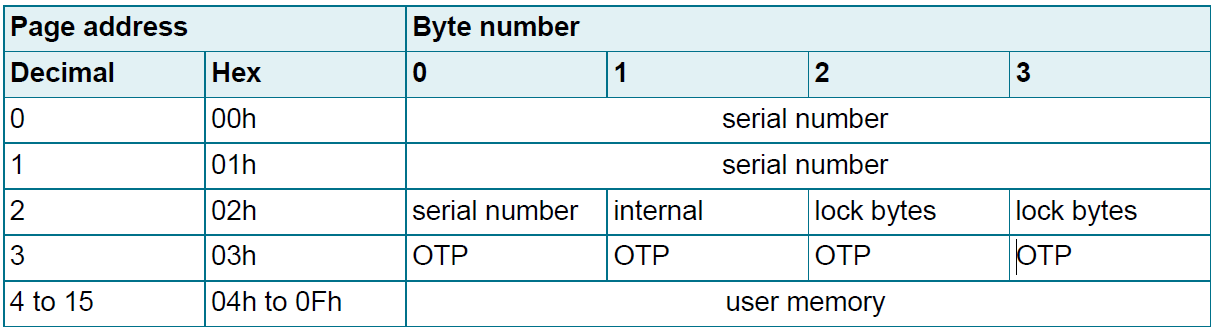 Page address Byte number
Decimal Hex 0 1 2 3
0 00h serial number
1 01h serial number
2 02h serial number internal lock bytes lock bytes
3 03h OTP OTP OTP OTP
4 to 15 04h to 0Fh user memory